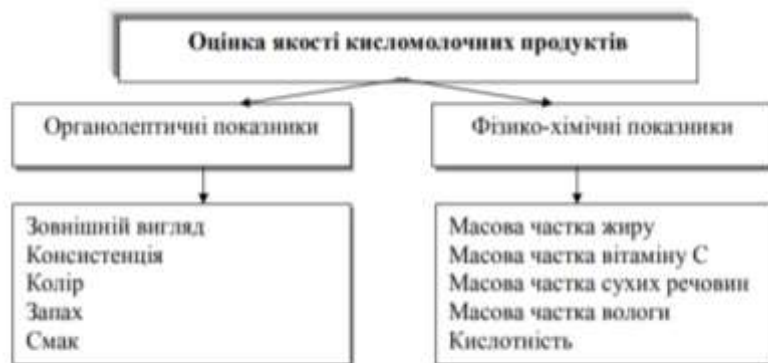 Оцінка якості кисломолочних продуктів
Органолептичні показники
Фізико-хімічні показники
Зовнішній вигляд
Консистенція
Колір
Запах
Смак
Масова частка жиру
Масова частка вітаміну С
Масова частка сухих речовин
Масова частка вологи
Кислотність